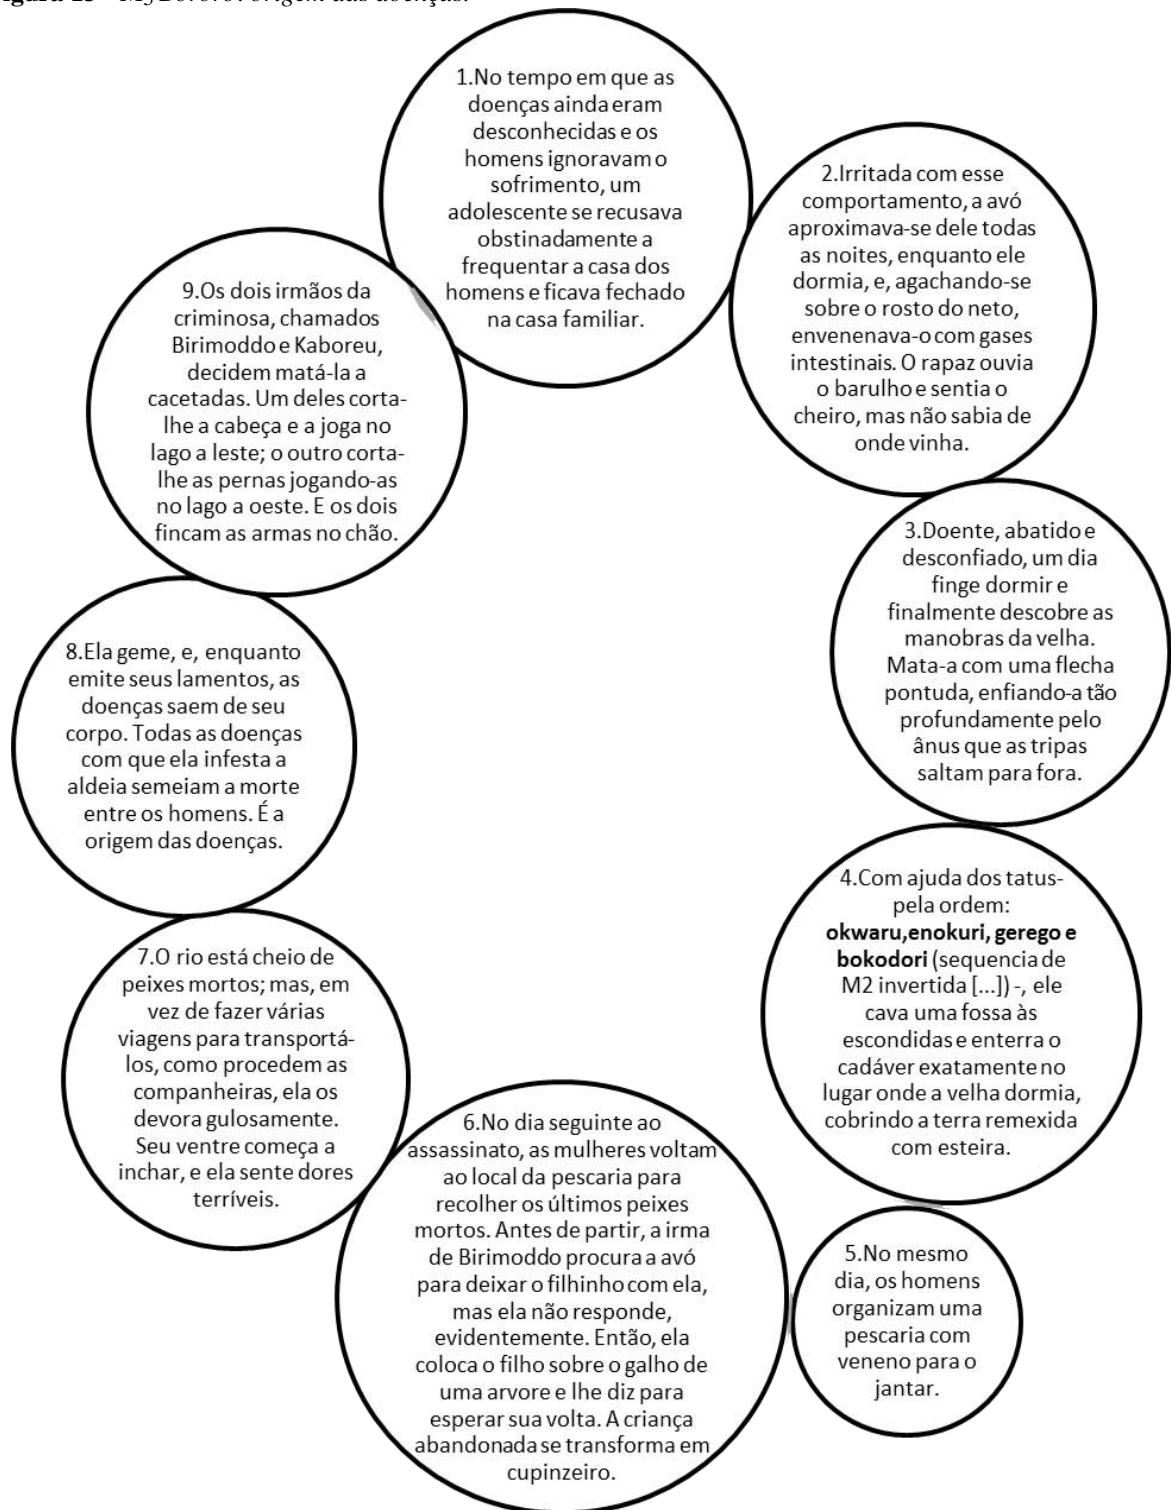 1.No tempo em que as
doenças ainda eram
desconhecidas e os
homens ignoravam o
sofrimento, um
adolescente se recusava
obstinadamente a
frequentar a casa dos
homens e ficava fechado
na casa familiar.
2.Irritada com esse
comportamento, a avó
aproximava-se dele todas
as noites, enquanto ele
dormia, e, agachando-se
sobre o rosto do neto,
envenenava-o com gases
intestinais. O rapaz ouvia
o barulho e sentia o
cheiro, mas não sabia de
onde vinha.
3.Doente, abatido e
desconfiado, um dia
finge dormir e
finalmente descobre as
manobras da velha.
Mata-a com uma flecha
pontuda, enfiando-a tão
profundamente pelo
ânus que as tripas
saltam para fora.
4.Com ajuda dos tatus-
pela ordem:
okwaru,enokuri, gerego e
bokodori (sequencia de
M2 invertida [...]) -, ele
cava uma fossa às
escondidas e enterra o
cadáver exatamente no
lugar onde a velha dormia,
cobrindo a terra remexida
com esteira.
5.No mesmo
dia, os homens
organizam uma
pescaria com
veneno para o
jantar.
6.No dia seguinte ao
assassinato, as mulheres voltam
ao local da pescaria para
recolher os últimos peixes
mortos. Antes de partir, a irma
de Birimoddo procura a avó
para deixar o filhinho com ela,
mas ela não responde,
evidentemente. Então, ela
coloca o filho sobre o galho de
uma arvore e lhe diz para
esperar sua volta. A criança
abandonada se transforma em
cupinzeiro.
7.O rio está cheio de
peixes mortos; mas, em
vez de fazer várias
viagens para transportá-
los, como procedem as
companheiras, ela os
devora gulosamente.
Seu ventre começa a
inchar, e ela sente dores
terríveis.
8.Ela geme, e, enquanto
emite seus lamentos, as
doenças saem de seu
corpo. Todas as doenças
com que ela infesta a
aldeia semeiam a morte
entre os homens. É a
origem das doenças.
9.Os dois irmãos da
criminosa, chamados
Birimoddo e Kaboreu,
decidem matá-la a
cacetadas. Um deles corta-
lhe a cabeça e a joga no
lago a leste; o outro corta-
lhe as pernas jogando-as
no lago a oeste. E os dois
fincam as armas no chão.